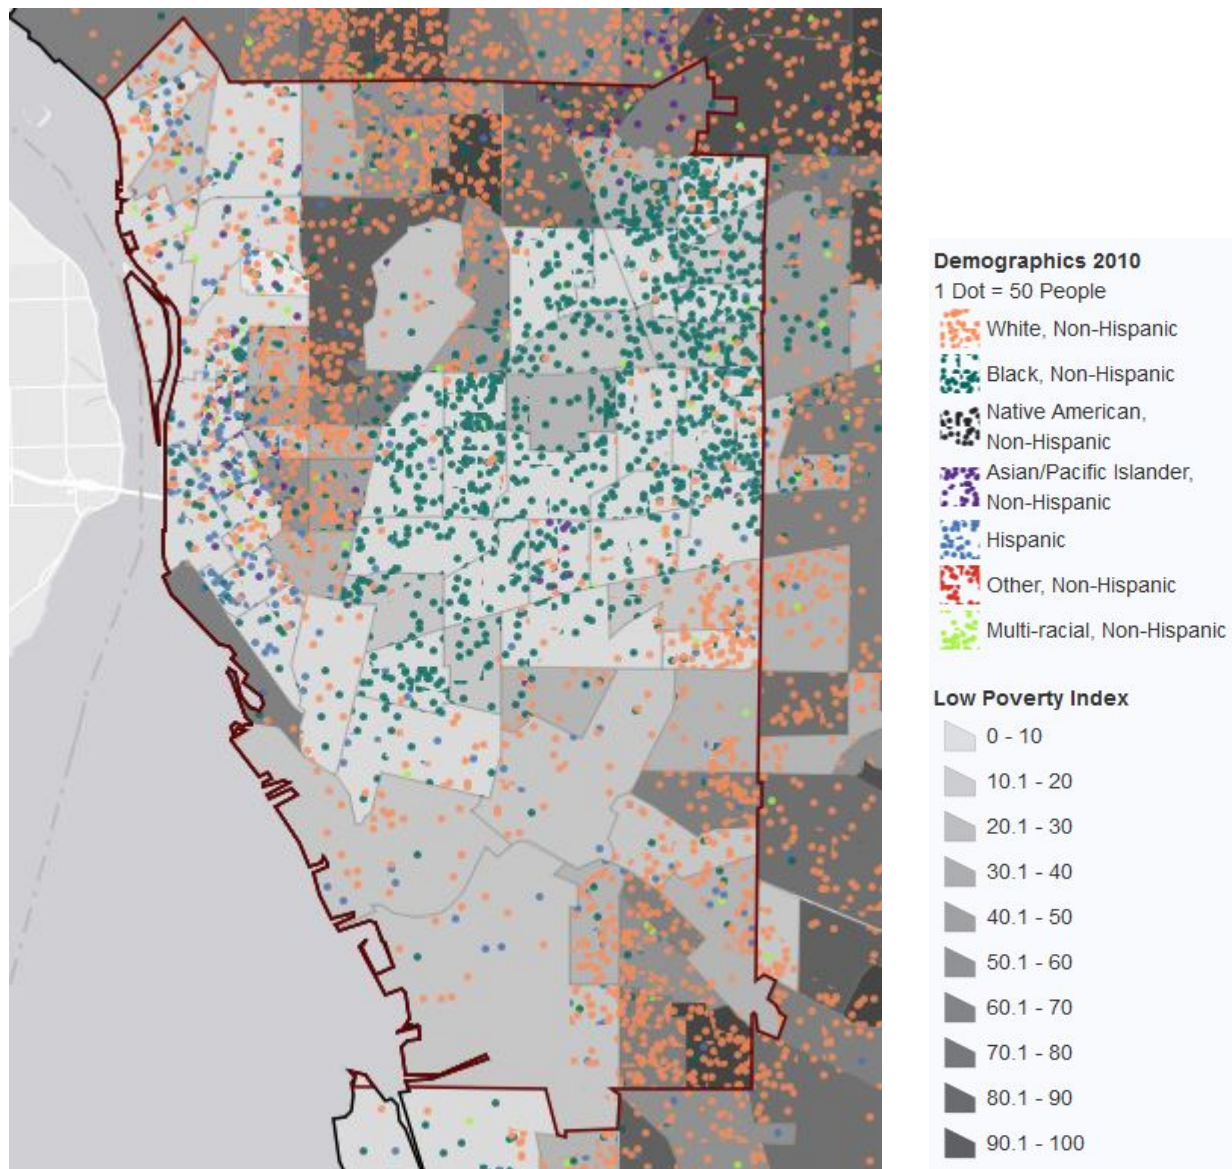 Demographics 2010
1 Dot = 50 People
White, Non-Hispanic
Black, Non-Hispanic
Native American,
Non-Hispanic
Asian/Pacific Islander,
Non-Hispanic
Hispanic
Other, Non-Hispanic
Multi-racial, Non-Hispanic
Low Poverty Index
0 - 10
10.1 - 20
20.1 - 30
30.1 - 40
40.1 - 50
50.1 - 60
60.1 - 70
70.1 - 80
80.1 - 90
90.1 - 100